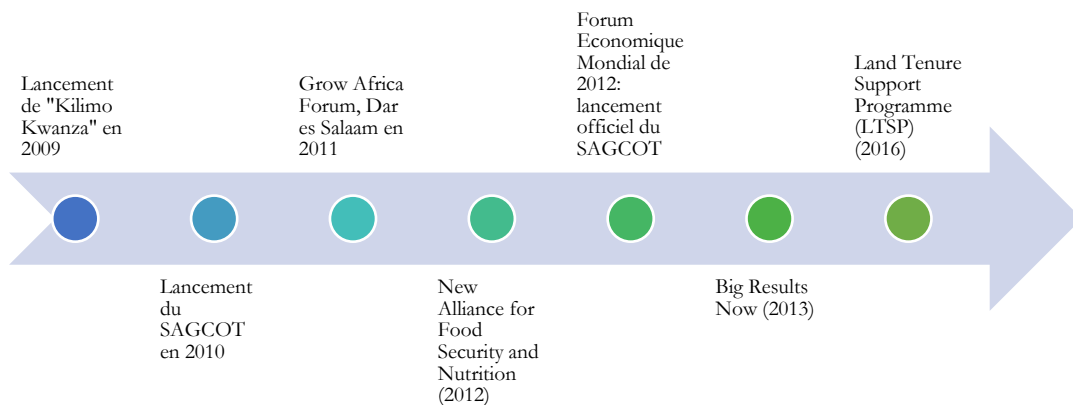 Lancement
de "Kilimo
Kwanza" en
2009
Lancement
du
SAGCOT
en 2010
Grow Africa
Forum, Dar
es Salaam en
2011
New
Alliance for
Food
Security and
Nutrition
(2012)
Forum
Economique
Mondial de
2012:
lancement
officiel du
SAGCOT
Big Results
Now (2013)
Land Tenure
Support
Programme
(LTSP)
(2016)